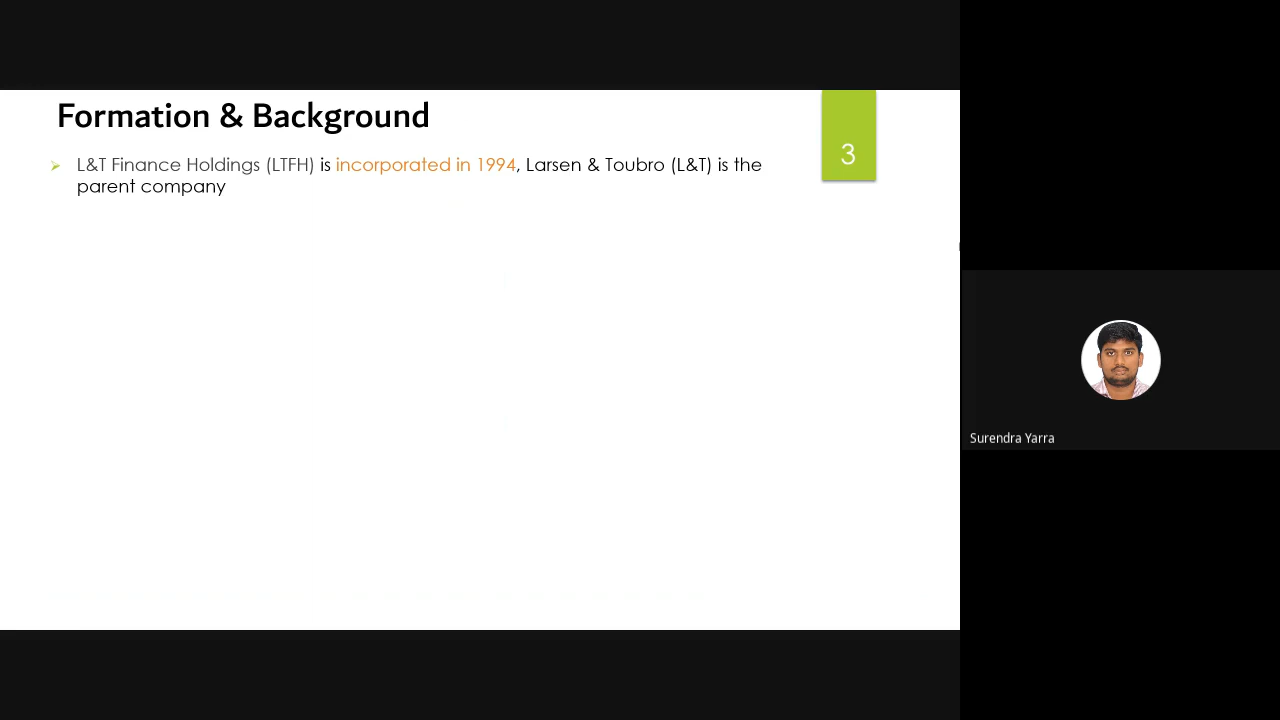 Formation & Background
3
L&T Finance Holdings (LTFH) is incorporated in 1994, Larsen & Toubro (L&T) is the
parent company
Surendra Yarra